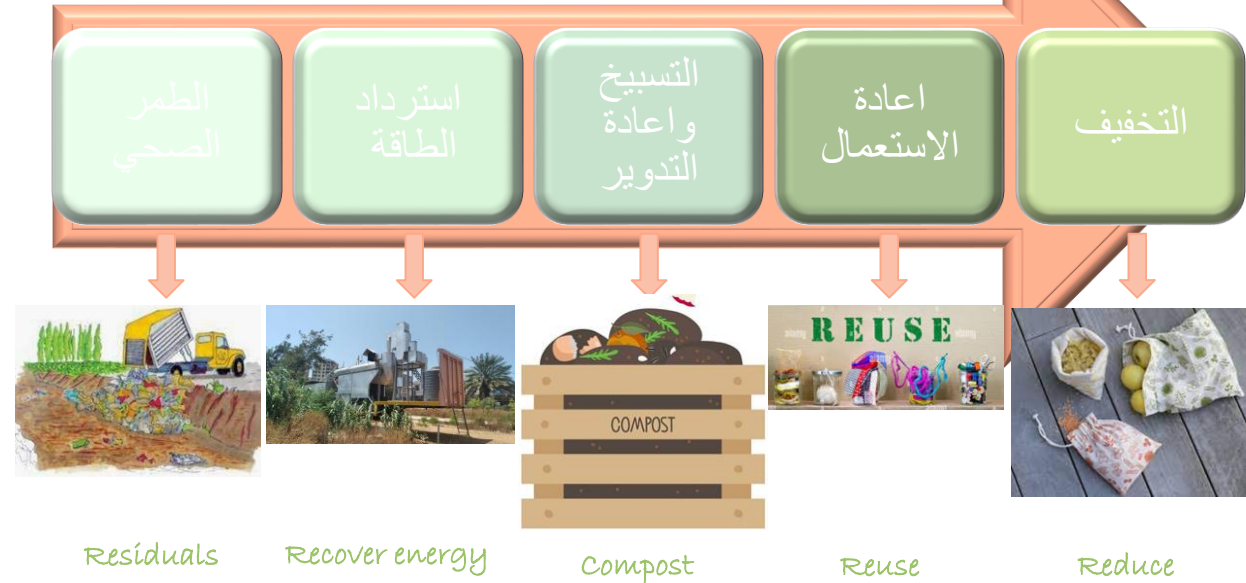 التخفيف
اعادة
الاستعمال
التسبيخ
واعادة
التدوير
استرداد
الطاقة
الطمر
الصحي
REUSE
COMPOST
Residuals
Recover energy
Compost
Reuse
Reduce